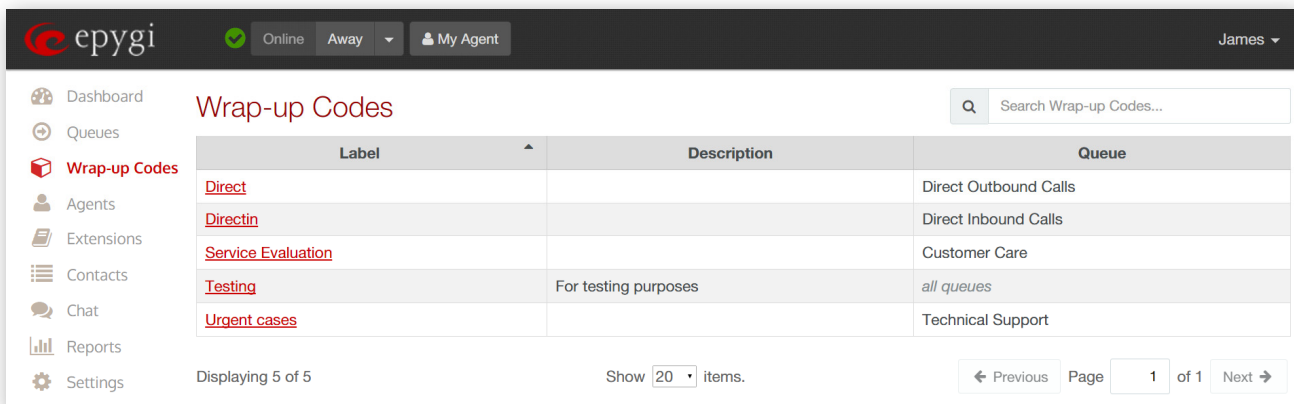 epygi Online Away My Agent James
Dashboard
Queues
Wrap-up Codes
Agents
Extensions
Contacts
Chat
Reports
Settings
Wrap-up Codes Search Wrap-up Codes...
Label Description Queue
Direct Direct Outbound Calls
Directin Direct Inbound Calls
Service Evaluation Customer Care
Testing For testing purposes all queues
Urgent cases Technical Support
Displaying 5 of 5 Show 20 items. Previous Page 1 of 1 Next